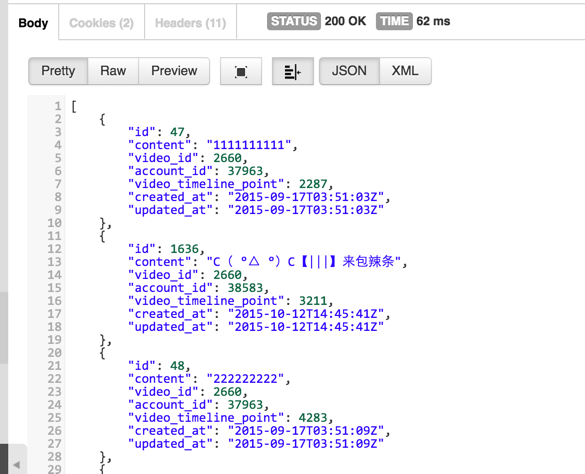 Body Cookies (2) Headers (11) STATUS 200 OK TIME 62 ms
Pretty Raw Preview JSON XML
1 [
2 {
3 "id": 47,
4 "content": "1111111111",
5 "video_id": 2660,
6 "account_id": 37963,
7 "video_timeline_point": 2287,
8 "created_at": "2015-09-17T03:51:03Z",
9 "updated_at": "2015-09-17T03:51:03Z"
10 },
11 {
12 "id": 1636,
13 "content": "C（ º△ º）C【|||】来包辣条",
14 "video_id": 2660,
15 "account_id": 38583,
16 "video_timeline_point": 3211,
17 "created_at": "2015-10-12T14:45:41Z",
18 "updated_at": "2015-10-12T14:45:41Z"
19 },
20 {
21 "id": 48,
22 "content": "222222222",
23 "video_id": 2660,
24 "account_id": 37963,
25 "video_timeline_point": 4283,
26 "created_at": "2015-09-17T03:51:09Z",
27 "updated_at": "2015-09-17T03:51:09Z"
28 },
29 {